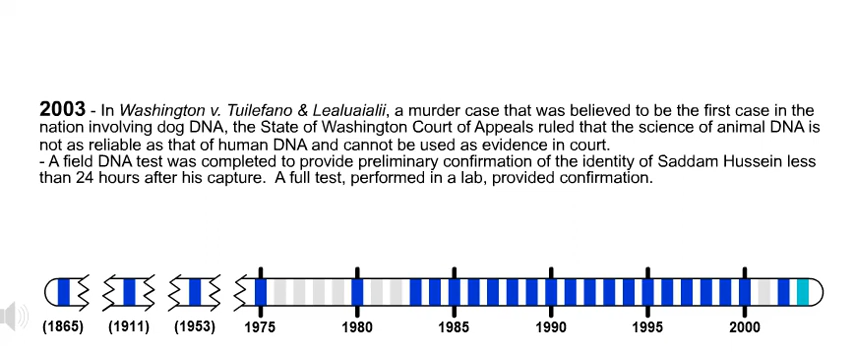 2003 - In Washington v. Tuilefano & Lealuaialii, a murder case that was believed to be the first case in the
nation involving dog DNA, the State of Washington Court of Appeals ruled that the science of animal DNA is
not as reliable as that of human DNA and cannot be used as evidence in court.
- A field DNA test was completed to provide preliminary confirmation of the identity of Saddam Hussein less
than 24 hours after his capture.  A full test, performed in a lab, provided confirmation.
(1865) (1911) (1953) 1975 1980 1985 1990 1995 2000